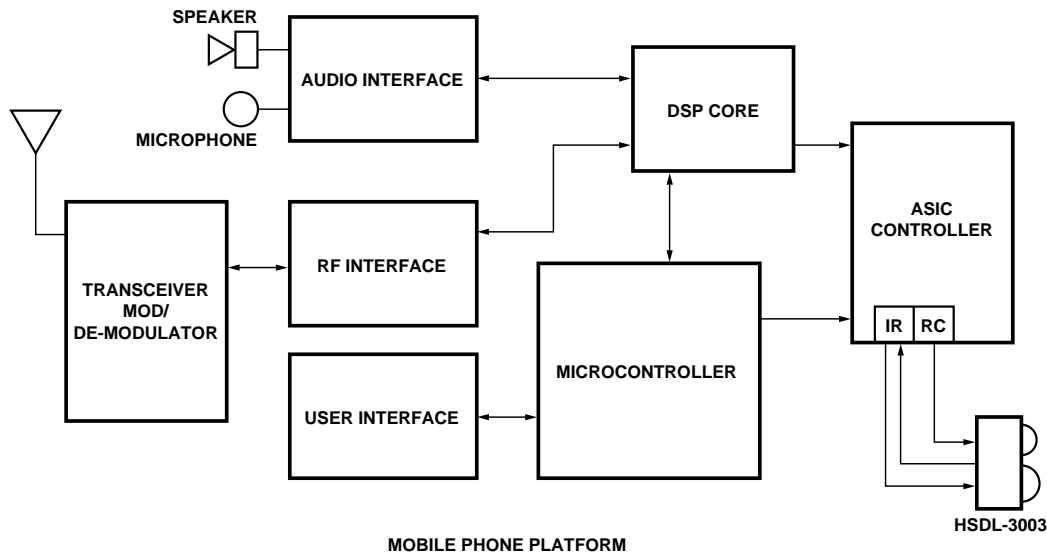 SPEAKER
AUDIO INTERFACE
MICROPHONE
DSP CORE
ASIC
CONTROLLER
TRANSCEIVER
MOD/
DE-MODULATOR
RF INTERFACE
IR RC
MICROCONTROLLER
USER INTERFACE
HSDL-3003
MOBILE PHONE PLATFORM